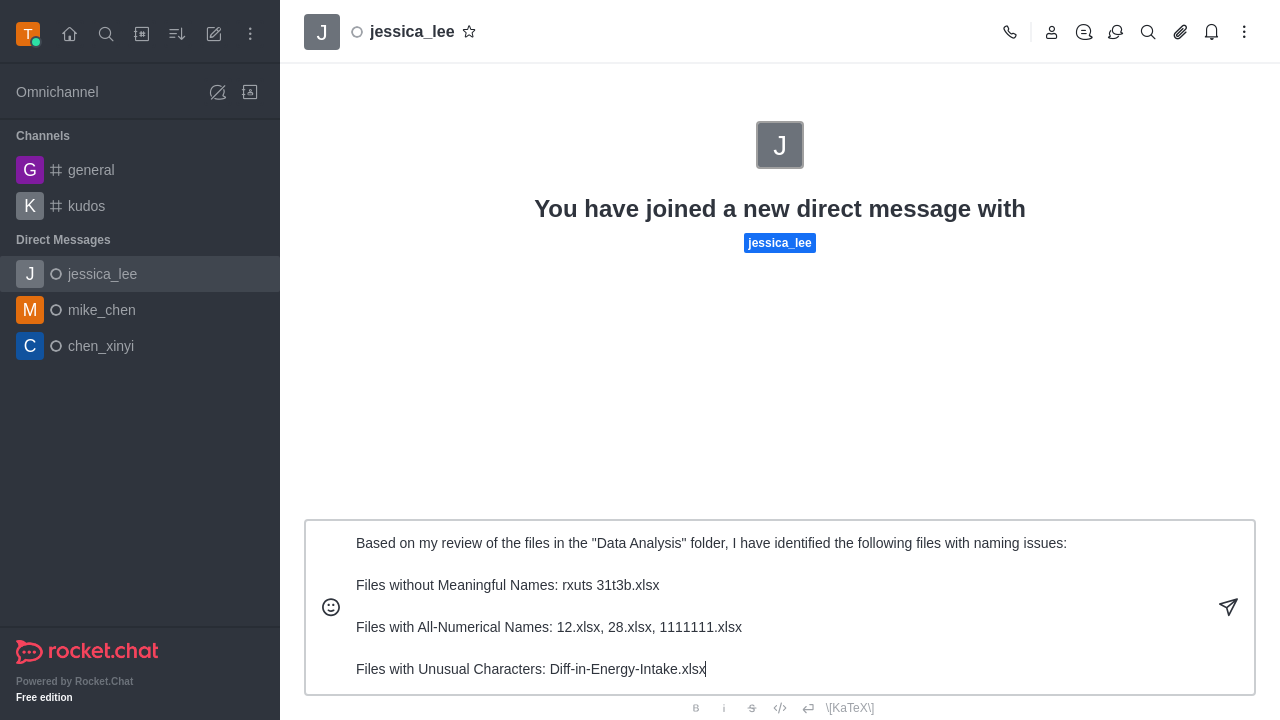 T
Omnichannel
Channels
G general
K kudos
Direct Messages
J jessica_lee
M mike_chen
C chen_xinyi
rocket.chat
Powered by Rocket.Chat
Free edition
J jessica_lee
J
You have joined a new direct message with
jessica_lee
Based on my review of the files in the "Data Analysis" folder, I have identified the following files with naming issues:
Files without Meaningful Names: rxuts 31t3b.xlsx
Files with All-Numerical Names: 12.xlsx, 28.xlsx, 1111111.xlsx
Files with Unusual Characters: Diff-in-Energy-Intake.xlsx
B i S \[KaTeX\]